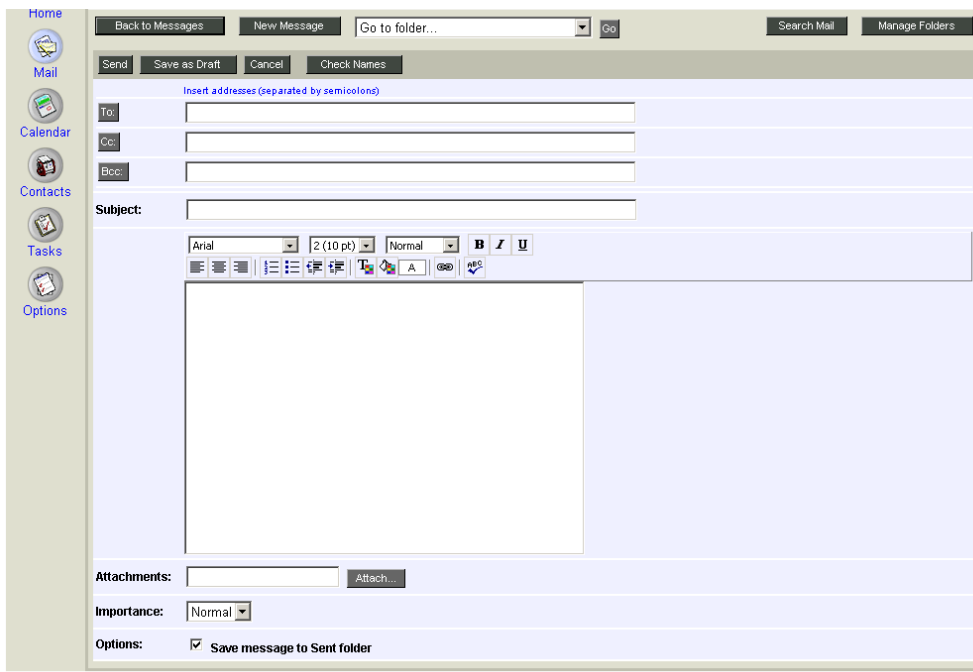 Home
Back to Messages New Message Go to folder... Go Search Mail Manage Folders
Mail
Send Save as Draft Cancel Check Names
Insert addresses (separated by semicolons)
To:
Calendar
Cc:
Bcc:
Contacts
Subject:
Tasks
Arial 2 (10 pt) Normal B I U
A ABC
Options
Attachments: Attach...
Importance: Normal
Options: Save message to Sent folder